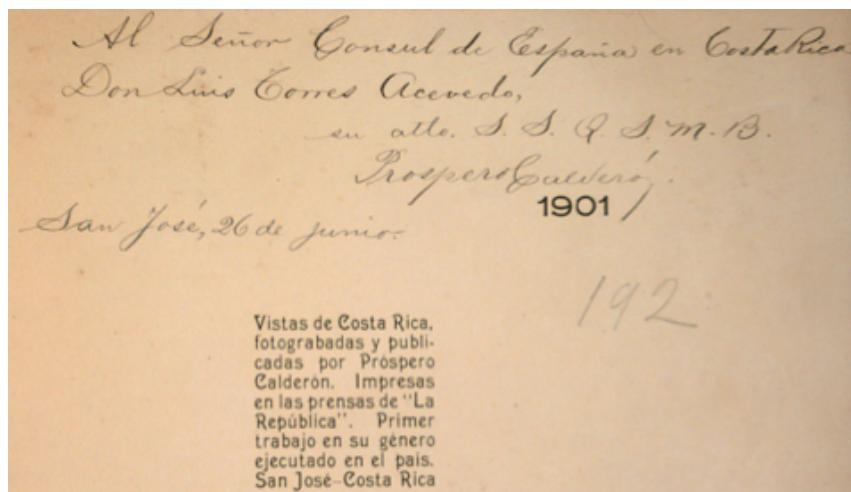 Al Señor Consul de España en Costa Rica
Don Luis Torres Acevedo,
su atto. S. S. Q. S. M. B.
Prospero Calderón.
1901
San José, 26 de junio.
192
Vistas de Costa Rica,
fotograbadas y publi-
cadas por Próspero
Calderón. Impresas
en las prensas de "La
República". Primer
trabajo en su género
ejecutado en el país.
San José-Costa Rica